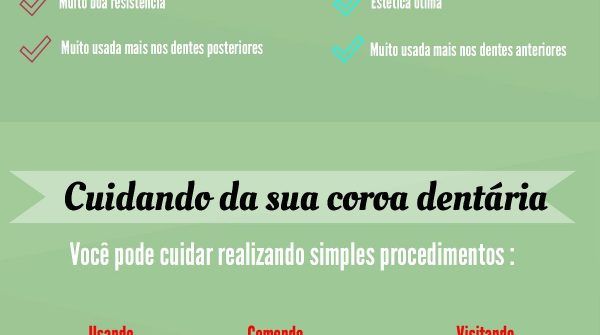 Muito boa resistência
Estética ótima
Muito usada mais nos dentes posteriores
Muito usada mais nos dentes anteriores
Cuidando da sua coroa dentária
Você pode cuidar realizando simples procedimentos :
Usando
Comendo
Visitando